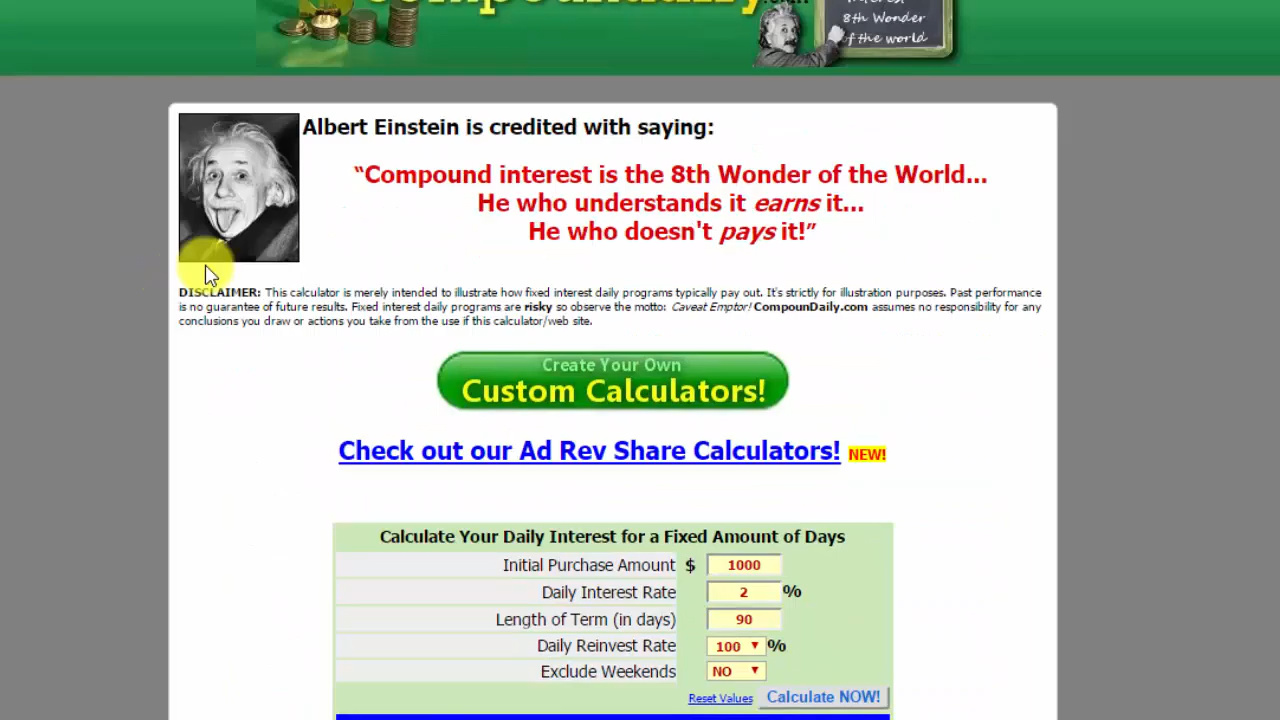 8th Wonder
of the world
Albert Einstein is credited with saying:
“Compound interest is the 8th Wonder of the World...
He who understands it earns it...
He who doesn't pays it!”
DISCLAIMER: This calculator is merely intended to illustrate how fixed interest daily programs typically pay out. It's strictly for illustration purposes. Past performance
is no guarantee of future results. Fixed interest daily programs are risky so observe the motto: Caveat Emptor! CompounDaily.com assumes no responsibility for any
conclusions you draw or actions you take from the use if this calculator/web site.
Create Your Own
Custom Calculators!
Check out our Ad Rev Share Calculators! NEW!
Calculate Your Daily Interest for a Fixed Amount of Days
Initial Purchase Amount $ 1000
Daily Interest Rate 2 %
Length of Term (in days) 90
Daily Reinvest Rate 100 %
Exclude Weekends NO
Reset Values Calculate NOW!